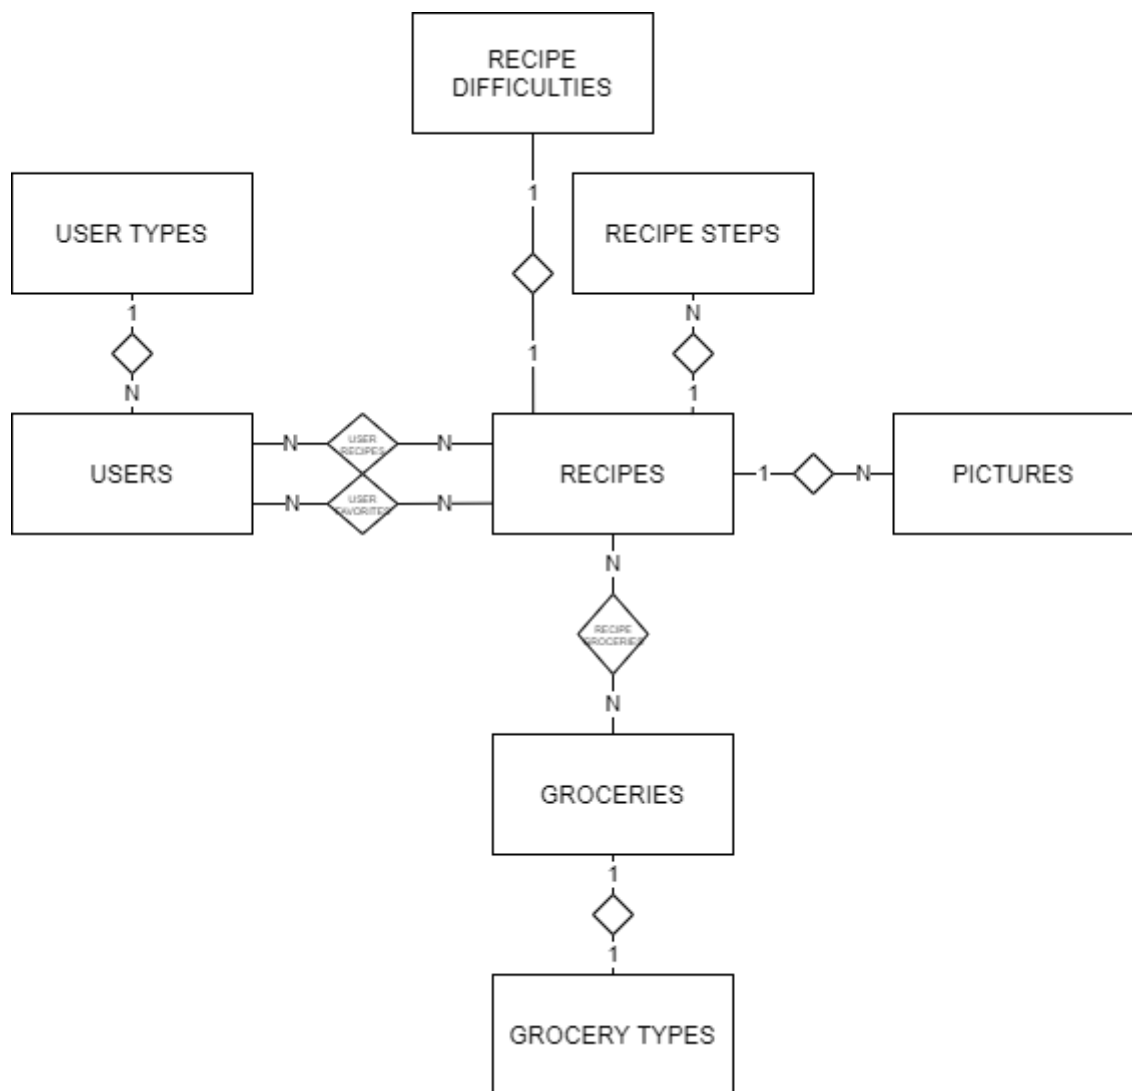 RECIPE
DIFFICULTIES
1
USER TYPES
RECIPE STEPS
1
N
1
N
1
USERS
N
USER
RECIPES
N
RECIPES
1
N
PICTURES
N
USER
FAVORITES
N
N
RECIPE
GROCERIES
N
GROCERIES
1
1
GROCERY TYPES